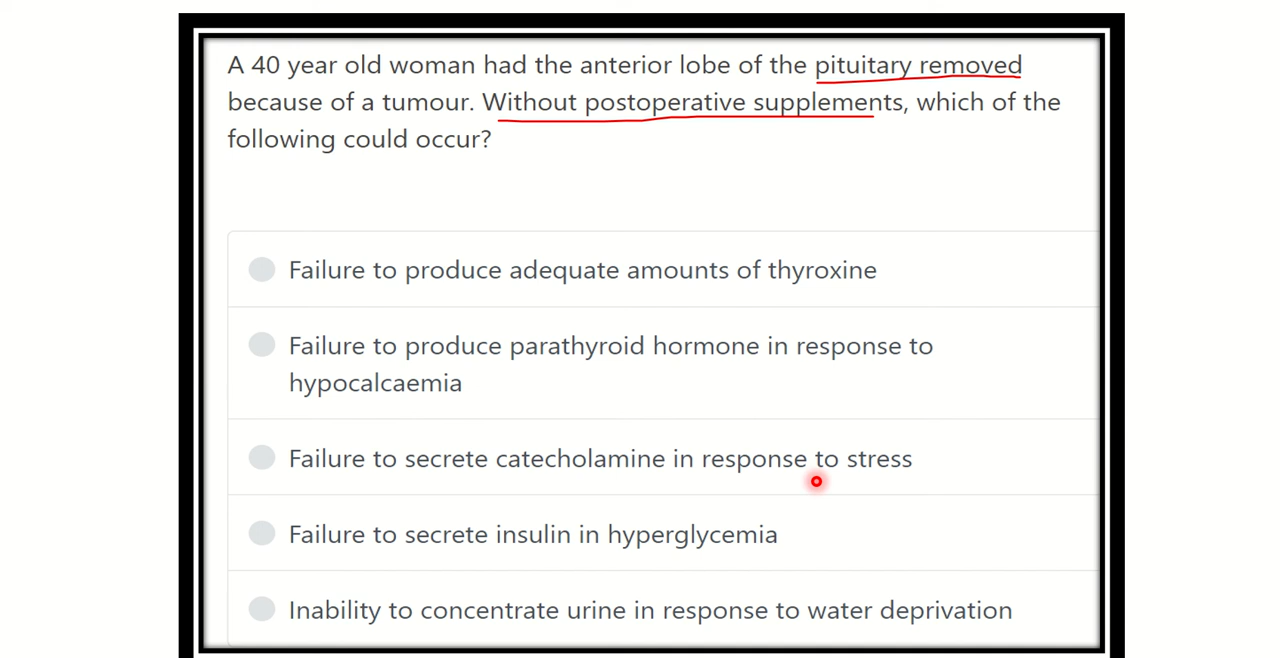 A 40 year old woman had the anterior lobe of the pituitary removed
because of a tumour. Without postoperative supplements, which of the
following could occur?
Failure to produce adequate amounts of thyroxine
Failure to produce parathyroid hormone in response to
hypocalcaemia
Failure to secrete catecholamine in response to stress
Failure to secrete insulin in hyperglycemia
Inability to concentrate urine in response to water deprivation